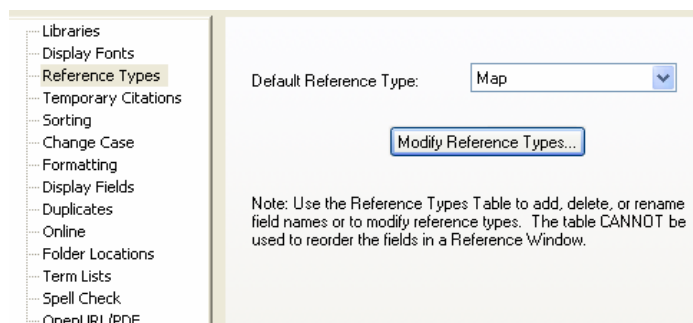 Libraries
Display Fonts
Reference Types
Temporary Citations
Sorting
Change Case
Formatting
Display Fields
Duplicates
Online
Folder Locations
Term Lists
Spell Check
OpenURL/PDF
Default Reference Type: Map
Modify Reference Types...
Note: Use the Reference Types Table to add, delete, or rename
field names or to modify reference types. The table CANNOT be
used to reorder the fields in a Reference Window.